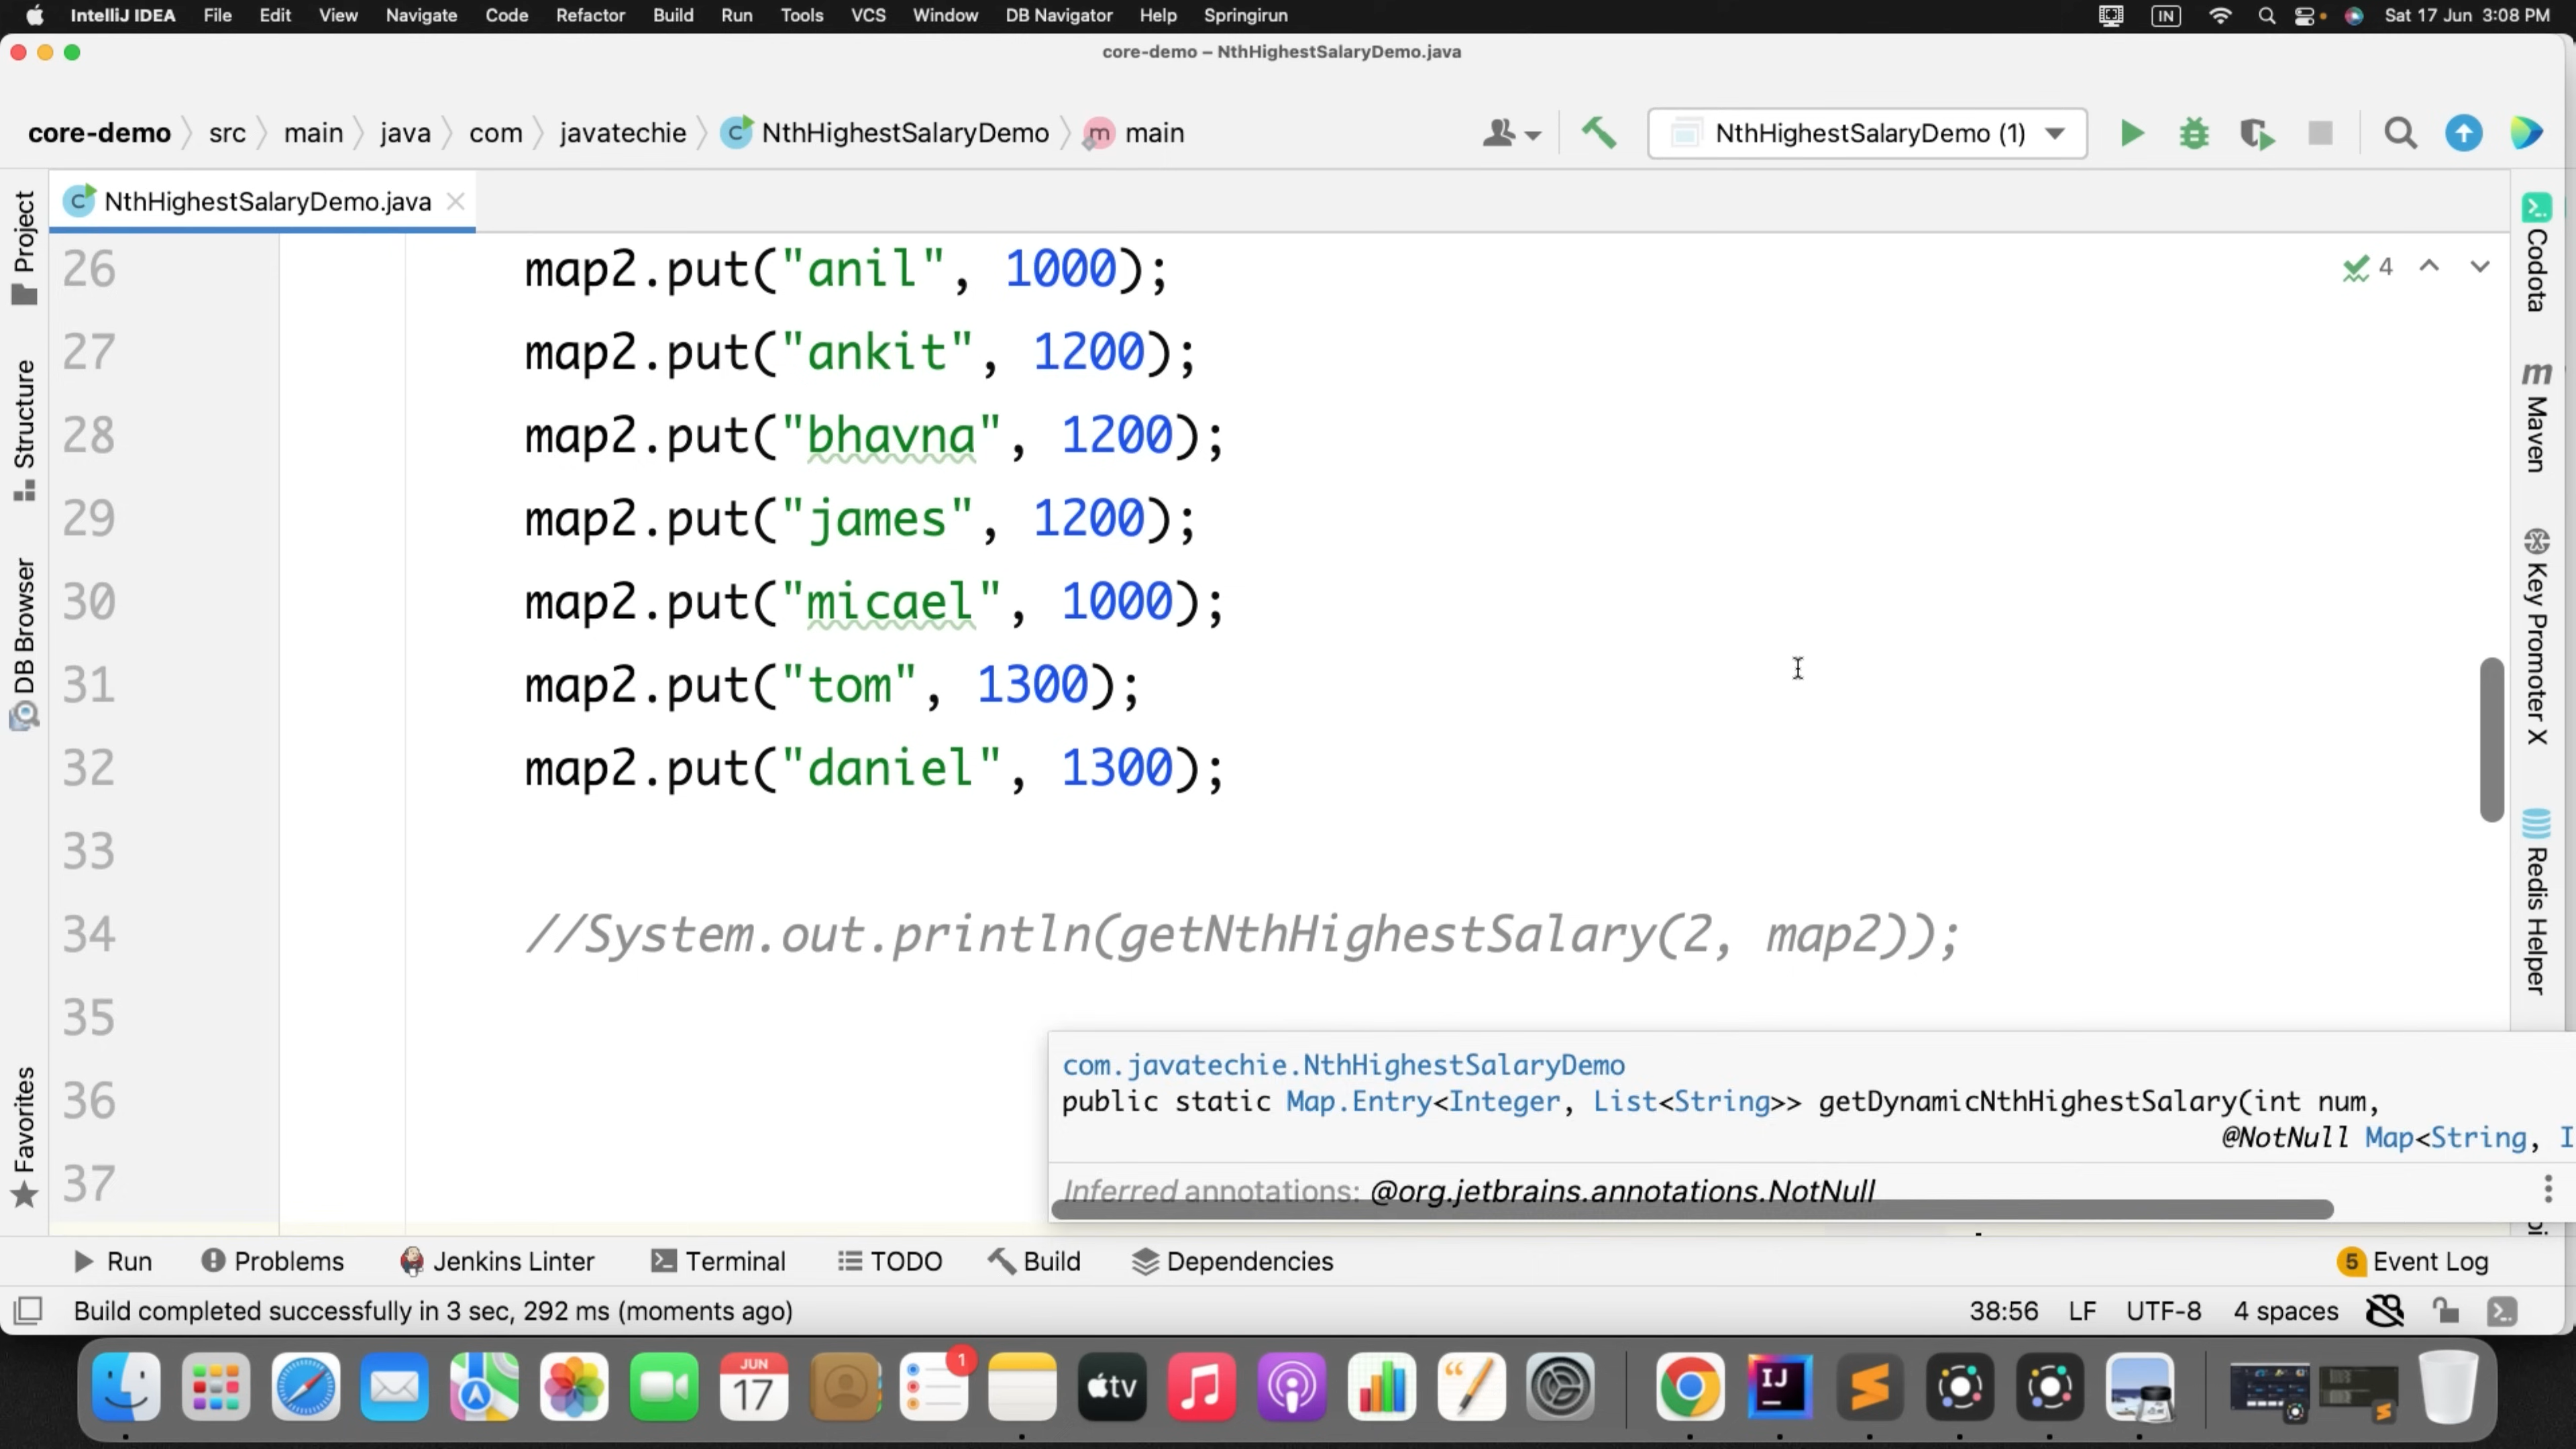 IntelliJ IDEA File Edit View Navigate Code Refactor Build Run Tools VCS Window DB Navigator Help Springirun IN Sat 17 Jun 3:08 PM
core-demo – NthHighestSalaryDemo.java
core-demo src main java com javatechie C NthHighestSalaryDemo m main NthHighestSalaryDemo (1)
C NthHighestSalaryDemo.java
Project
Structure
DB Browser
Favorites
26 map2.put("anil", 1000);
4
27 map2.put("ankit", 1200);
28 map2.put("bhavna", 1200);
29 map2.put("james", 1200);
30 map2.put("micael", 1000);
31 map2.put("tom", 1300);
32 map2.put("daniel", 1300);
33
34 //System.out.println(getNthHighestSalary(2, map2));
35
36
37
com.javatechie.NthHighestSalaryDemo
public static Map.Entry<Integer, List<String>> getDynamicNthHighestSalary(int num,
@NotNull Map<String, I
Inferred annotations: @org.jetbrains.annotations.NotNull
Codota
m Maven
Key Promoter X
Redis Helper
Run Problems Jenkins Linter Terminal TODO Build Dependencies 5 Event Log
Build completed successfully in 3 sec, 292 ms (moments ago) 38:56 LF UTF-8 4 spaces
JUN
17
1
tv
IJ